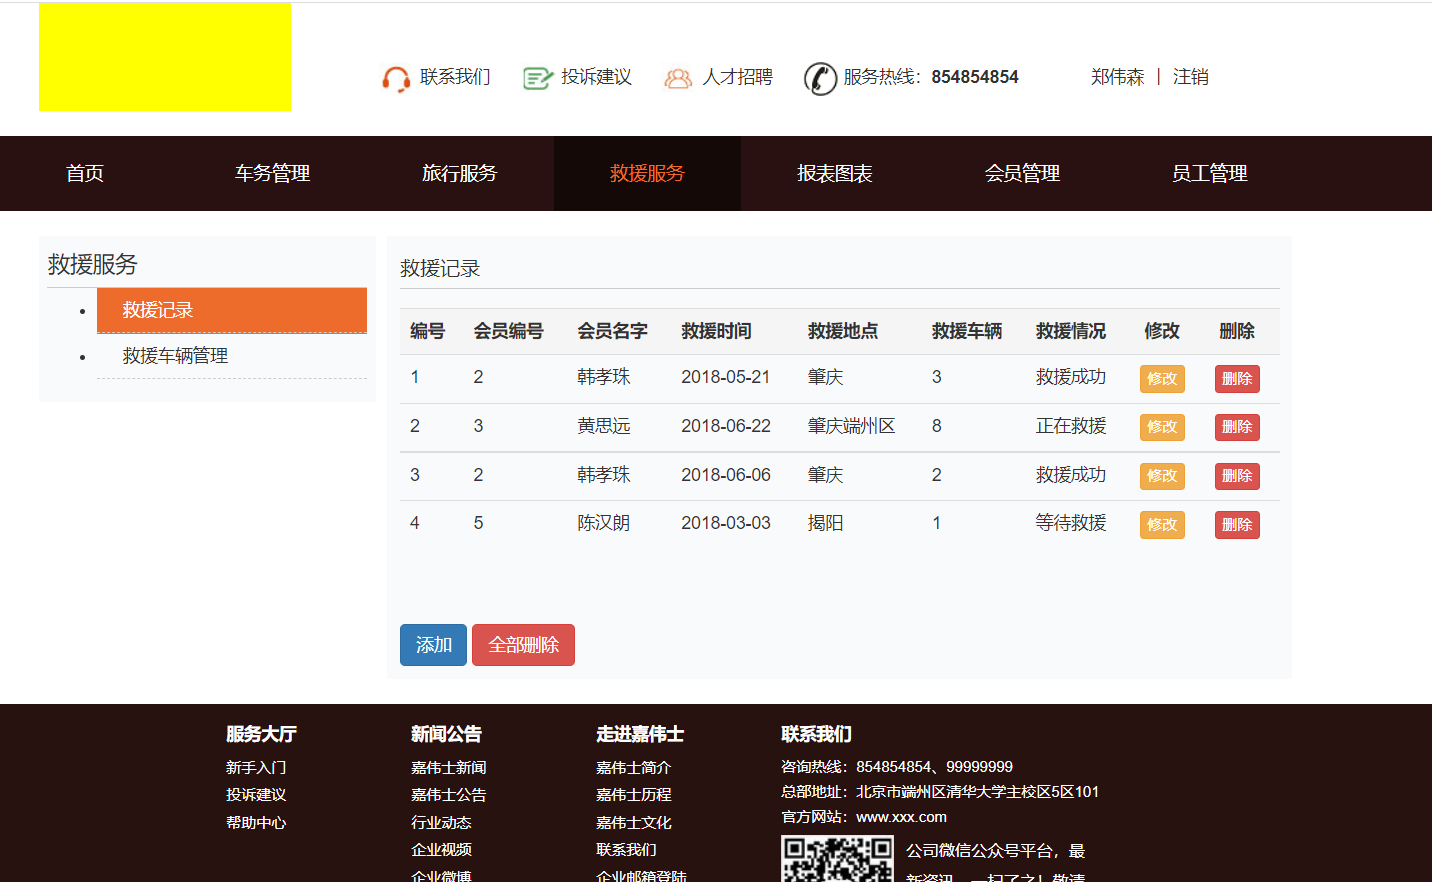 联系我们 投诉建议 人才招聘 服务热线：854854854 郑伟森 | 注销
首页 车务管理 旅行服务 救援服务 报表图表 会员管理 员工管理
救援服务
救援记录
救援车辆管理
救援记录
编号 会员编号 会员名字 救援时间 救援地点 救援车辆 救援情况 修改 删除
1 2 韩孝珠 2018-05-21 肇庆 3 救援成功 修改 删除
2 3 黄思远 2018-06-22 肇庆端州区 8 正在救援 修改 删除
3 2 韩孝珠 2018-06-06 肇庆 2 救援成功 修改 删除
4 5 陈汉朗 2018-03-03 揭阳 1 等待救援 修改 删除
添加 全部删除
服务大厅
新手入门
投诉建议
帮助中心
新闻公告
嘉伟士新闻
嘉伟士公告
行业动态
企业视频
企业微博
走进嘉伟士
嘉伟士简介
嘉伟士历程
嘉伟士文化
联系我们
企业邮箱登陆
联系我们
咨询热线：854854854、99999999
总部地址：北京市端州区清华大学主校区5区101
官方网站：www.xxx.com
公司微信公众号平台，最
新资讯，一扫了之！敬请